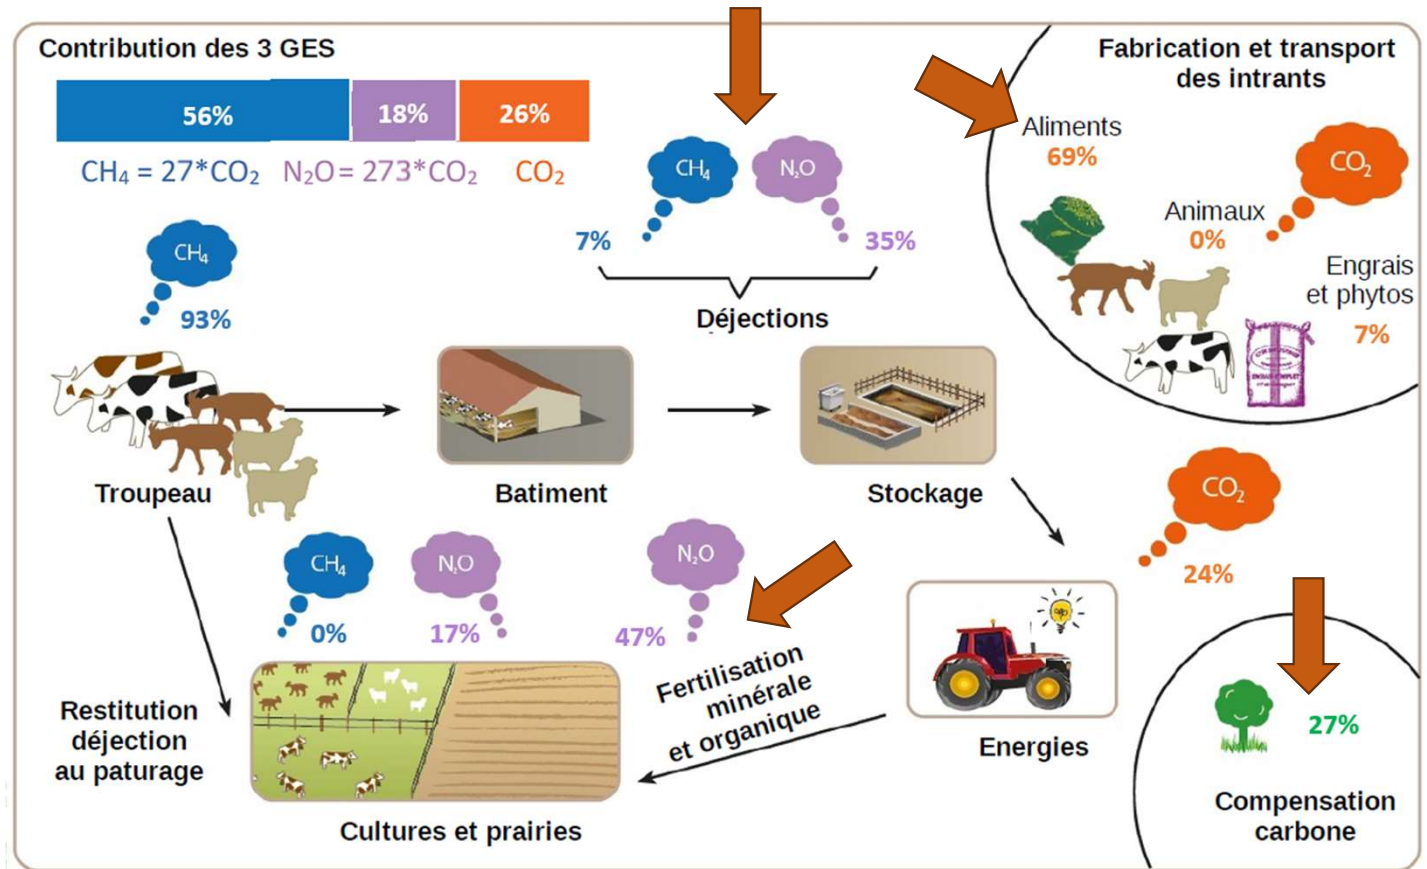 Contribution des 3 GES
56%
18%
26%
CH₄ = 27*CO₂
N₂O = 273*CO₂
CO₂
CH₄
93%
Troupeau
CH₄
N₂O
7%
35%
Déjections
Batiment
Stockage
Fabrication et transport
des intrants
Aliments
69%
CO₂
Animaux
0%
Engrais
et phytos
7%
CO₂
24%
Energies
CH₄
N₂O
N₂O
0%
17%
47%
Fertilisation
minérale
et organique
Restitution
déjection
au paturage
Cultures et prairies
27%
Compensation
carbone